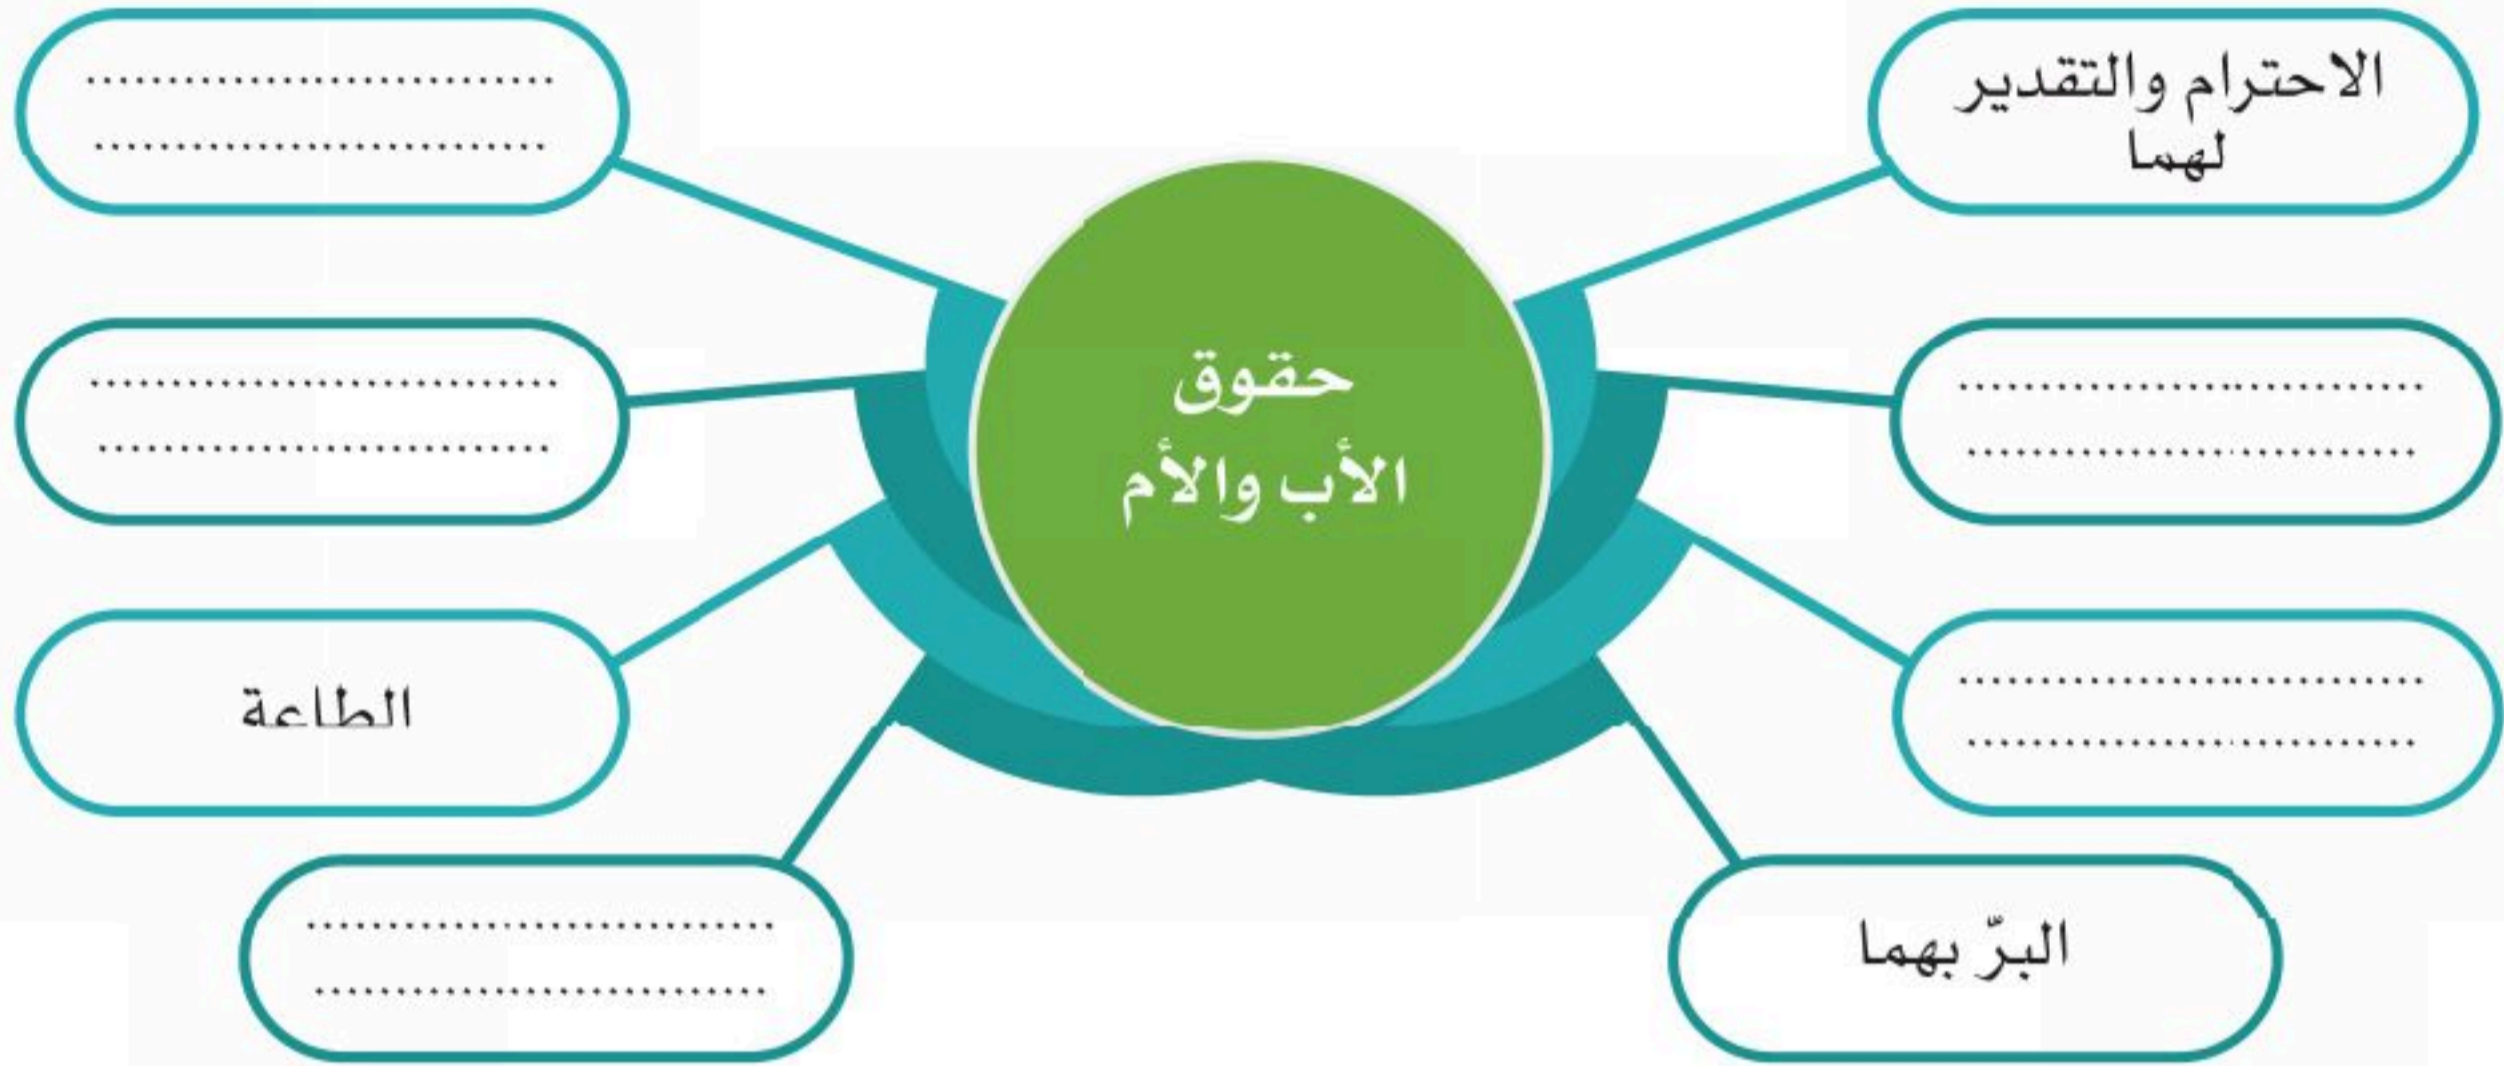 الاحترام والتقدير
لهما
حقوق
الأب والأم
الطاعة
البرّ بهما